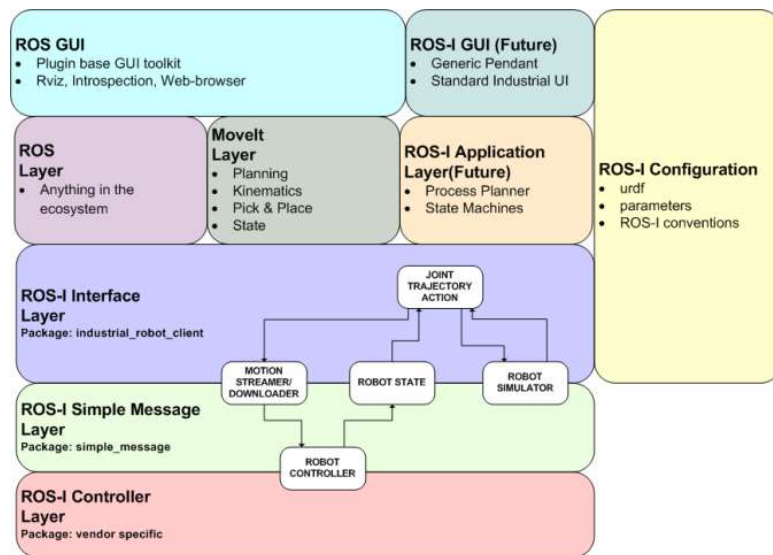 ROS GUI
• Plugin base GUI toolkit
• Rviz, Introspection, Web-browser
ROS-I GUI (Future)
• Generic Pendant
• Standard Industrial UI
ROS
Layer
• Anything in the
ecosystem
MoveIt
Layer
• Planning
• Kinematics
• Pick & Place
• State
ROS-I Application
Layer(Future)
• Process Planner
• State Machines
ROS-I Configuration
• urdf
• parameters
• ROS-I conventions
ROS-I Interface
Layer
Package: industrial_robot_client
JOINT
TRAJECTORY
ACTION
MOTION
STREAMER/
DOWNLOADER
ROBOT STATE
ROBOT
SIMULATOR
ROS-I Simple Message
Layer
Package: simple_message
ROBOT
CONTROLLER
ROS-I Controller
Layer
Package: vendor specific